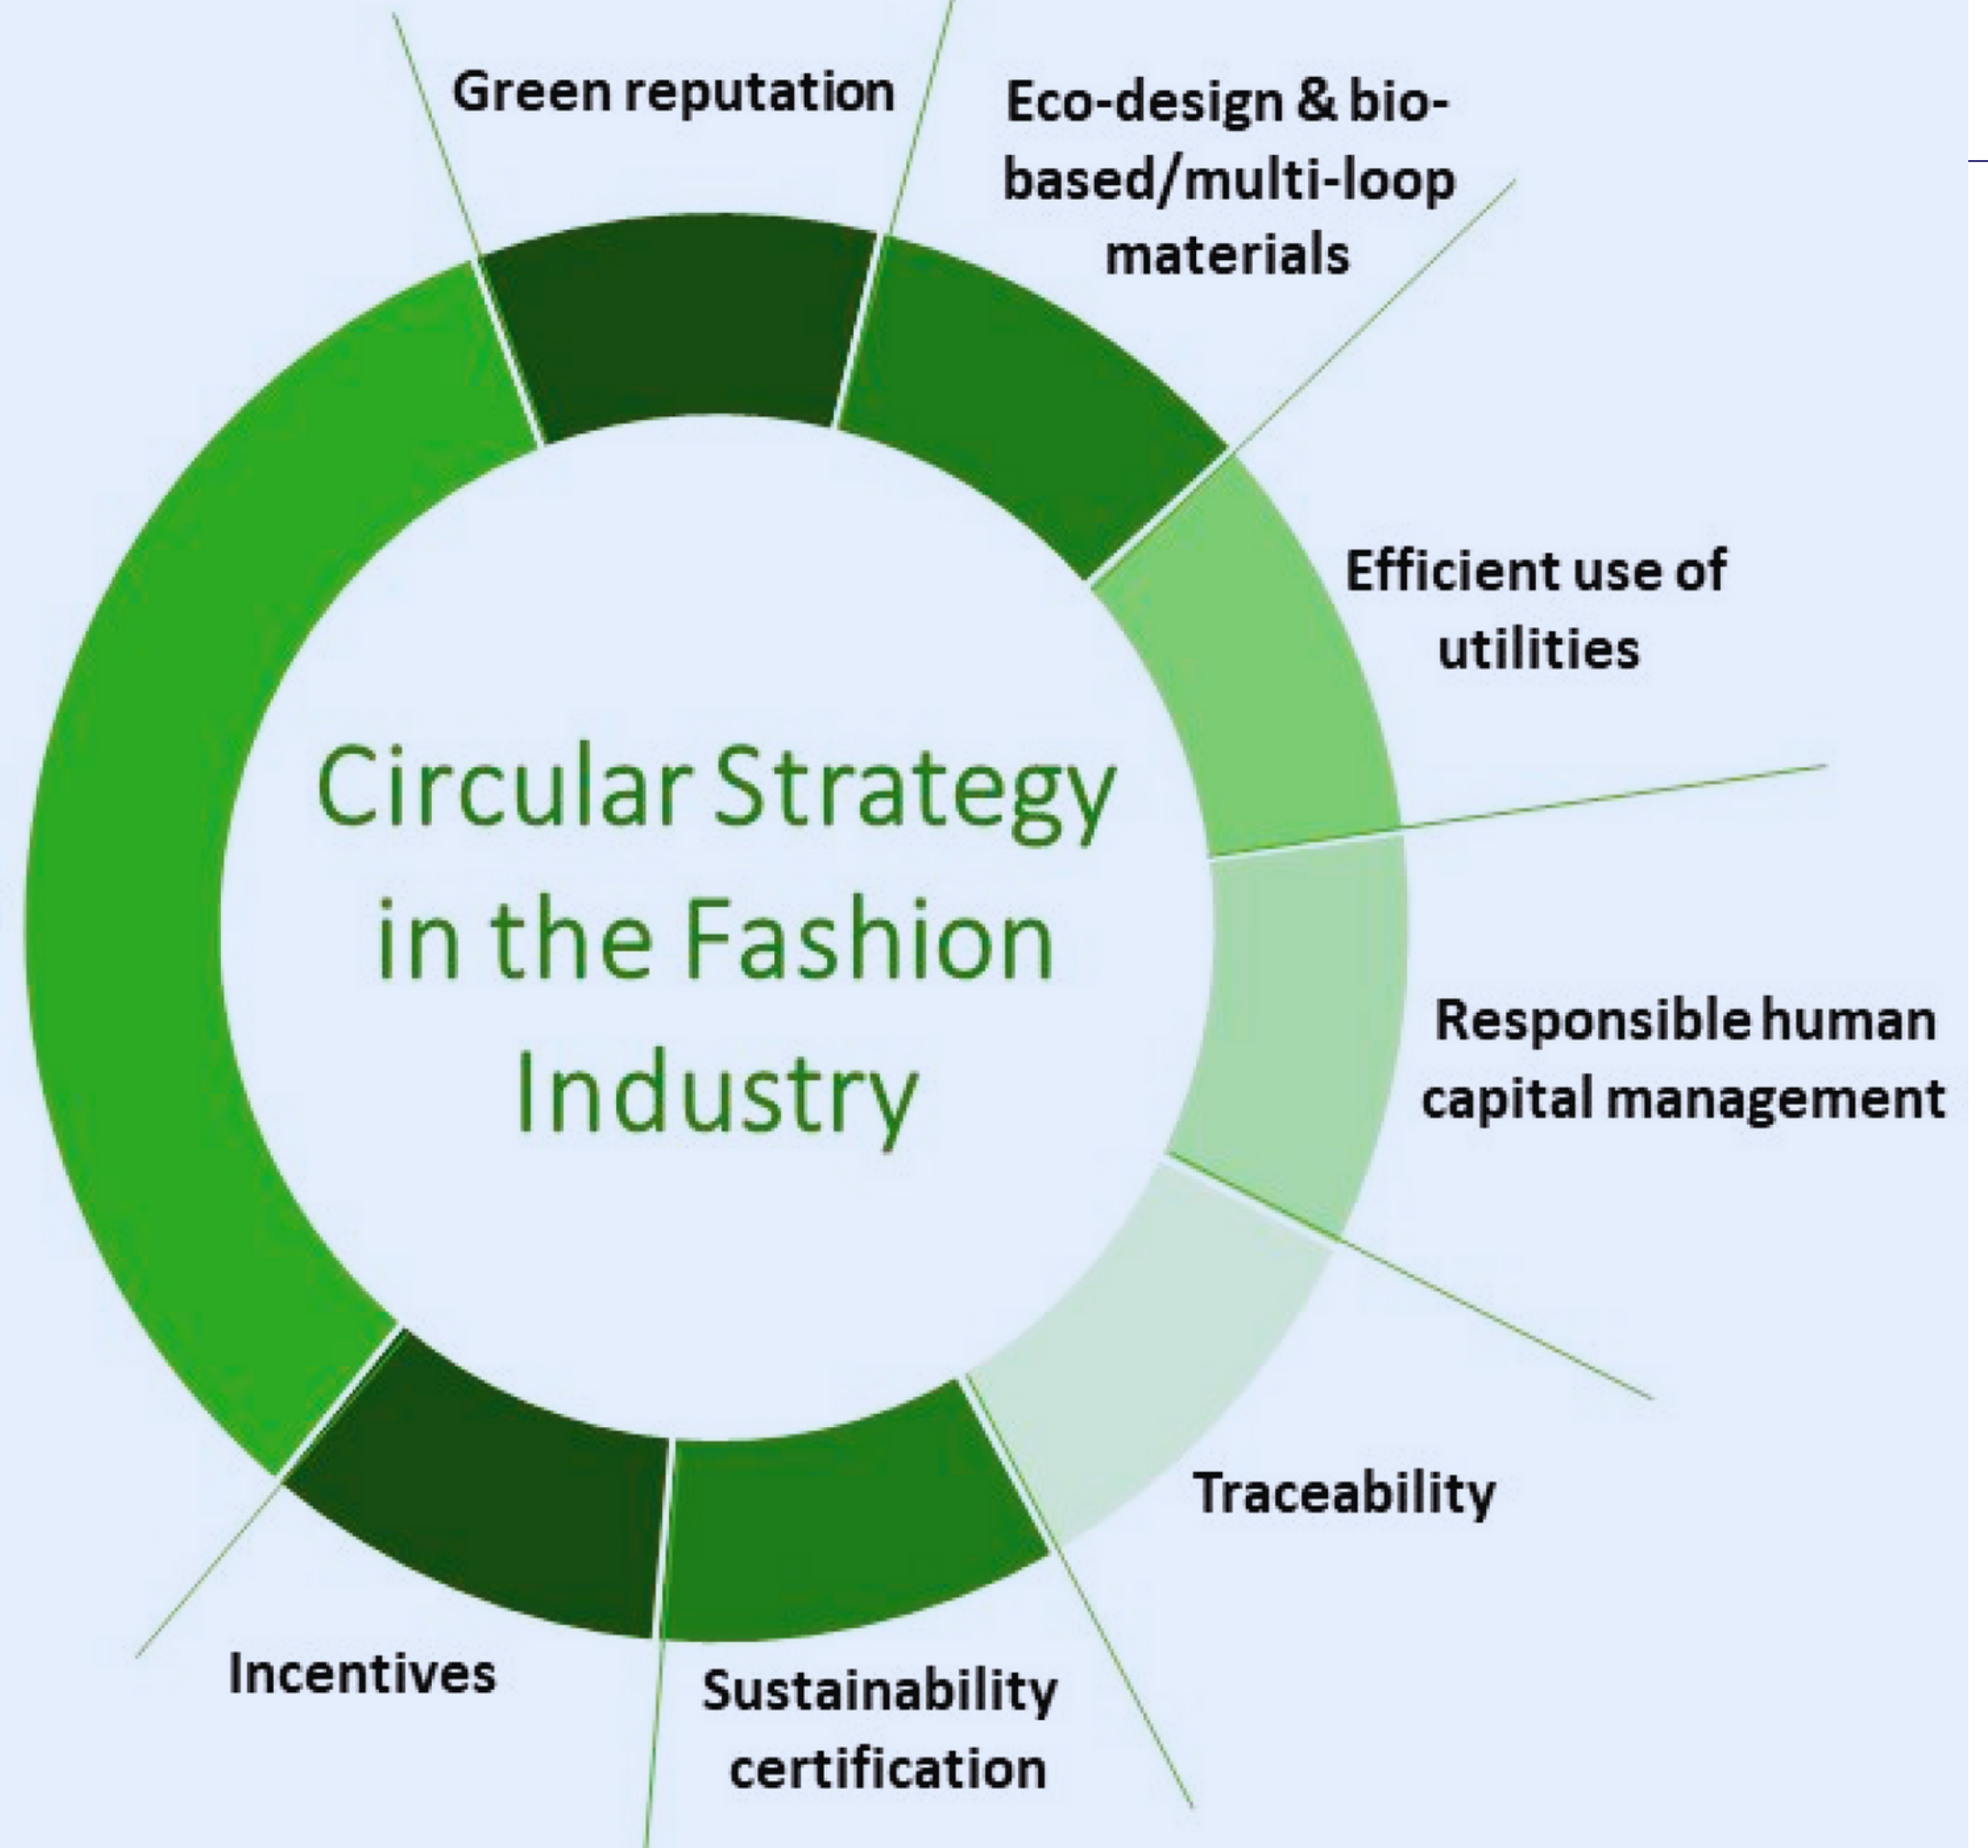 Green reputation
Eco-design & bio-
based/multi-loop
materials
Efficient use of
utilities
Responsible human
capital management
Traceability
Sustainability
certification
Incentives
Circular Strategy
in the Fashion
Industry